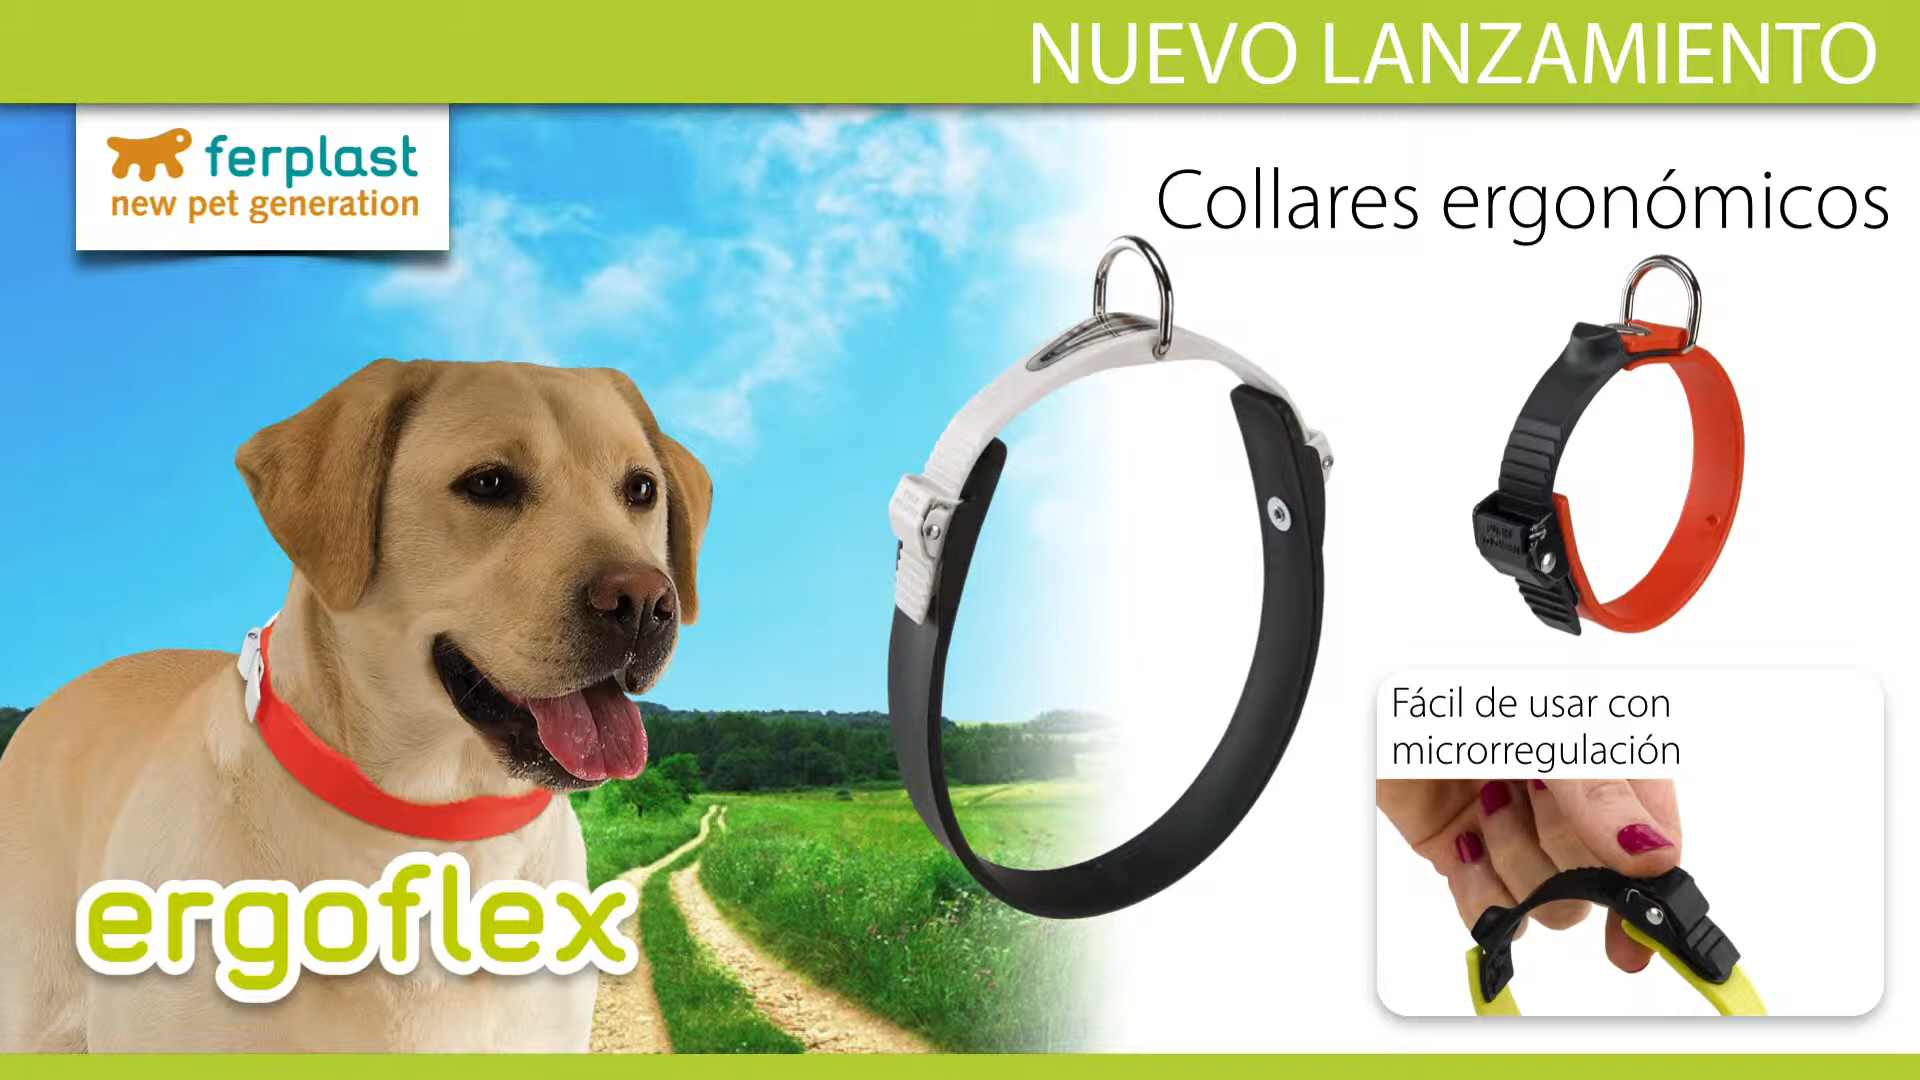 NUEVO LANZAMIENTO
ferplast
new pet generation
Collares ergonómicos
Fácil de usar con
microrregulación
ergoflex